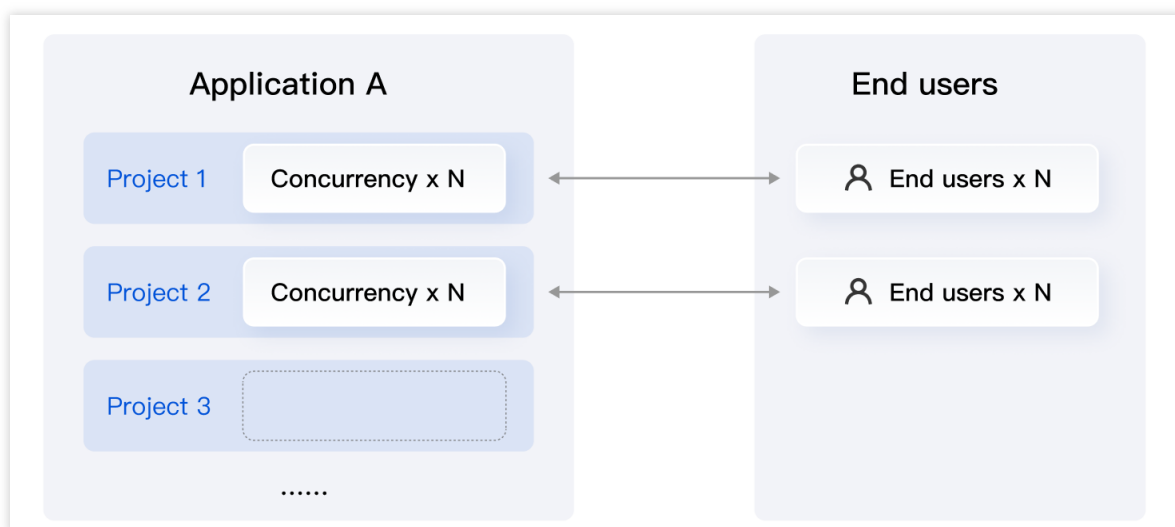 Application A
End users
Project 1
Concurrency x N
End users x N
Project 2
Concurrency x N
End users x N
Project 3
......